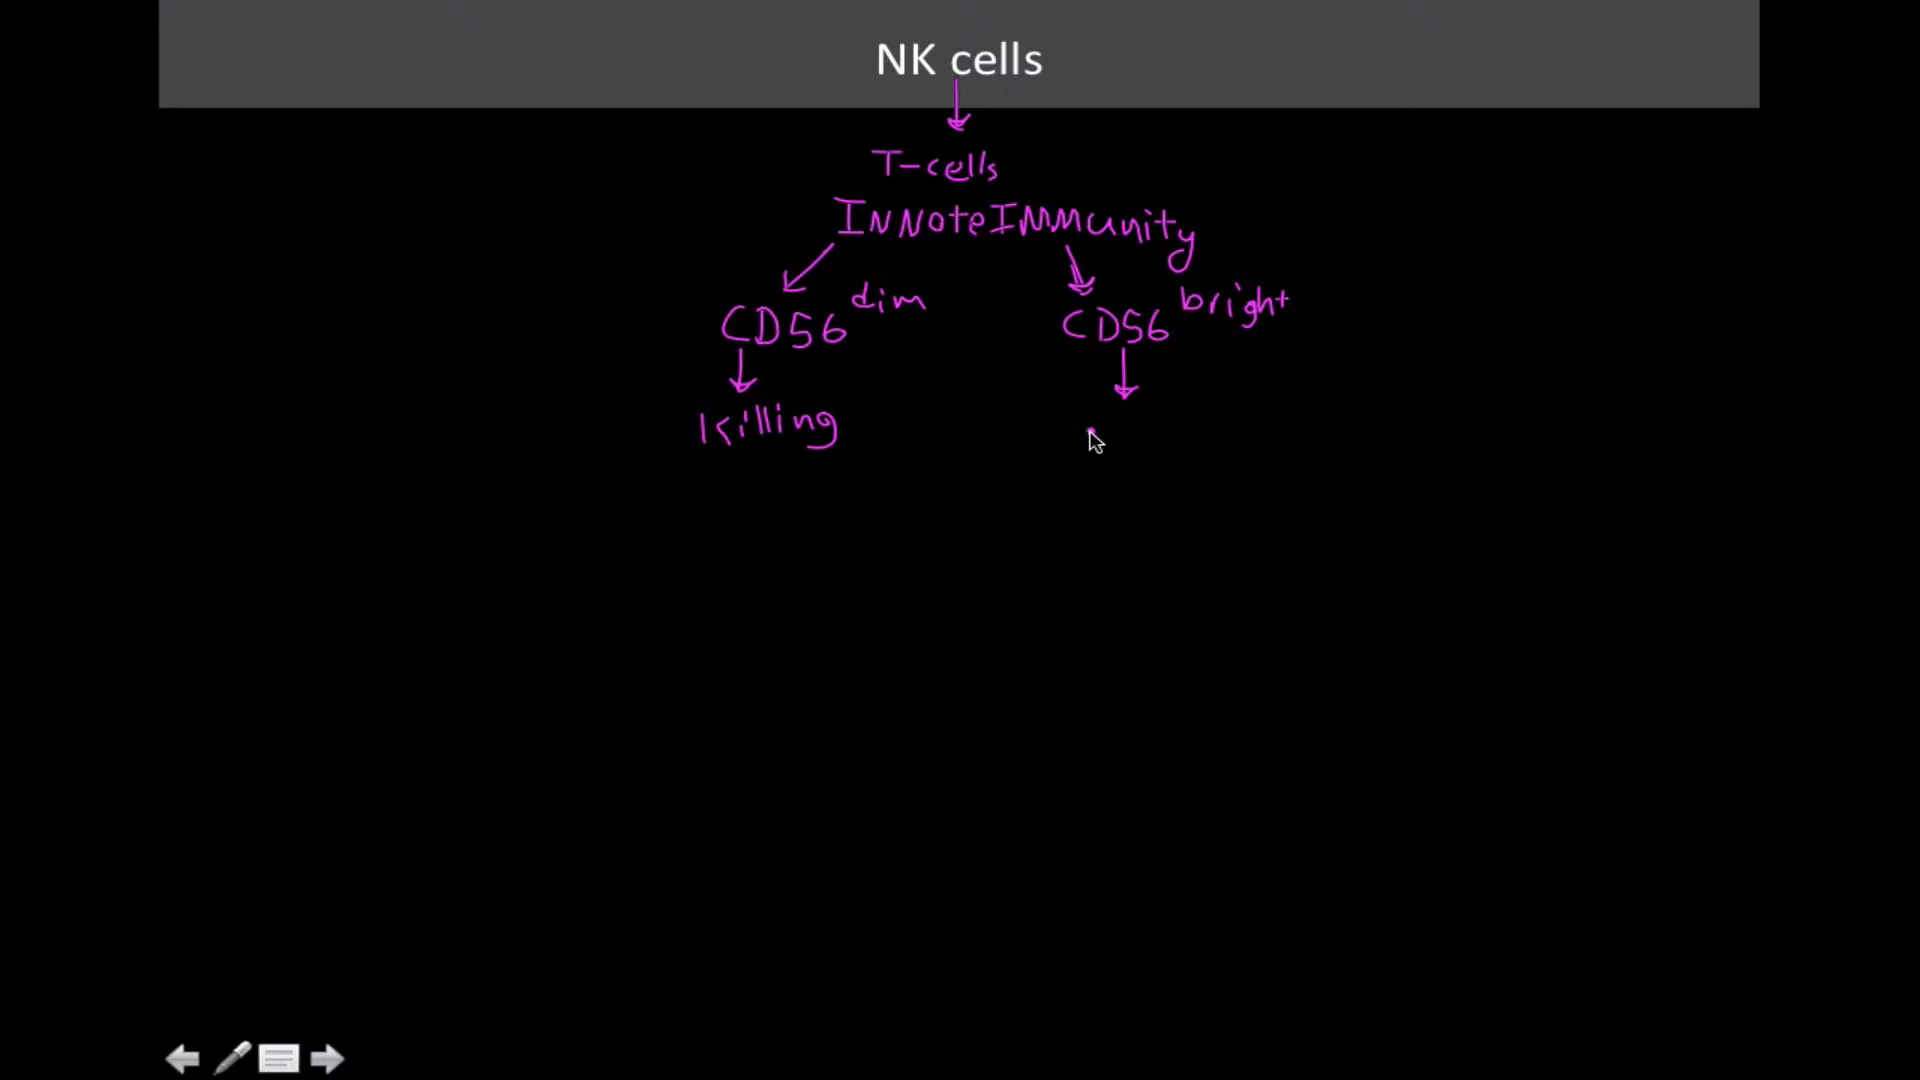 NK cells
T-cells
InnoteImmunity
CD56 dim CD56 bright
Killing